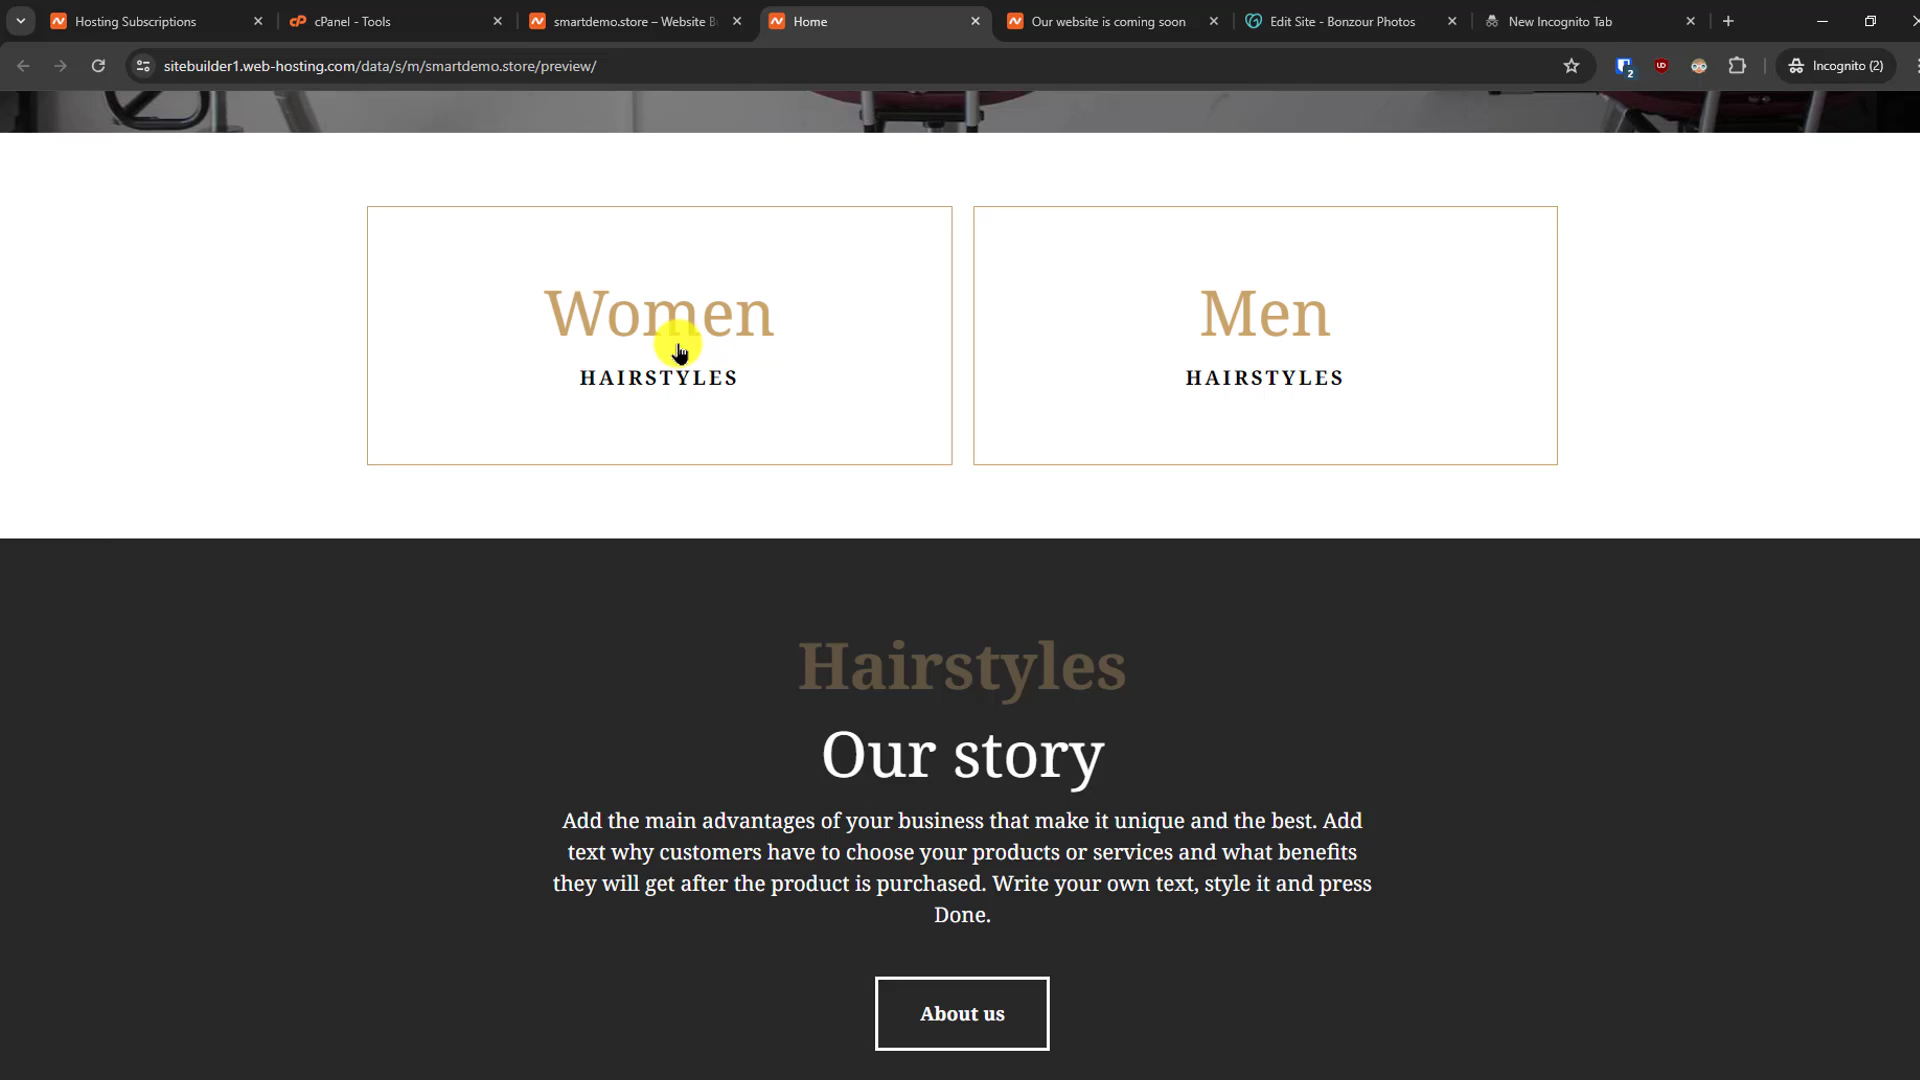 Hosting Subscriptions
cPanel - Tools
smartdemo.store – Website B
Home
Our website is coming soon
Edit Site - Bonzour Photos
New Incognito Tab
sitebuilder1.web-hosting.com/data/s/m/smartdemo.store/preview/
2
UD
Incognito (2)
Women
HAIRSTYLES
Men
HAIRSTYLES
Hairstyles
Our story
Add the main advantages of your business that make it unique and the best. Add
text why customers have to choose your products or services and what benefits
they will get after the product is purchased. Write your own text, style it and press
Done.
About us